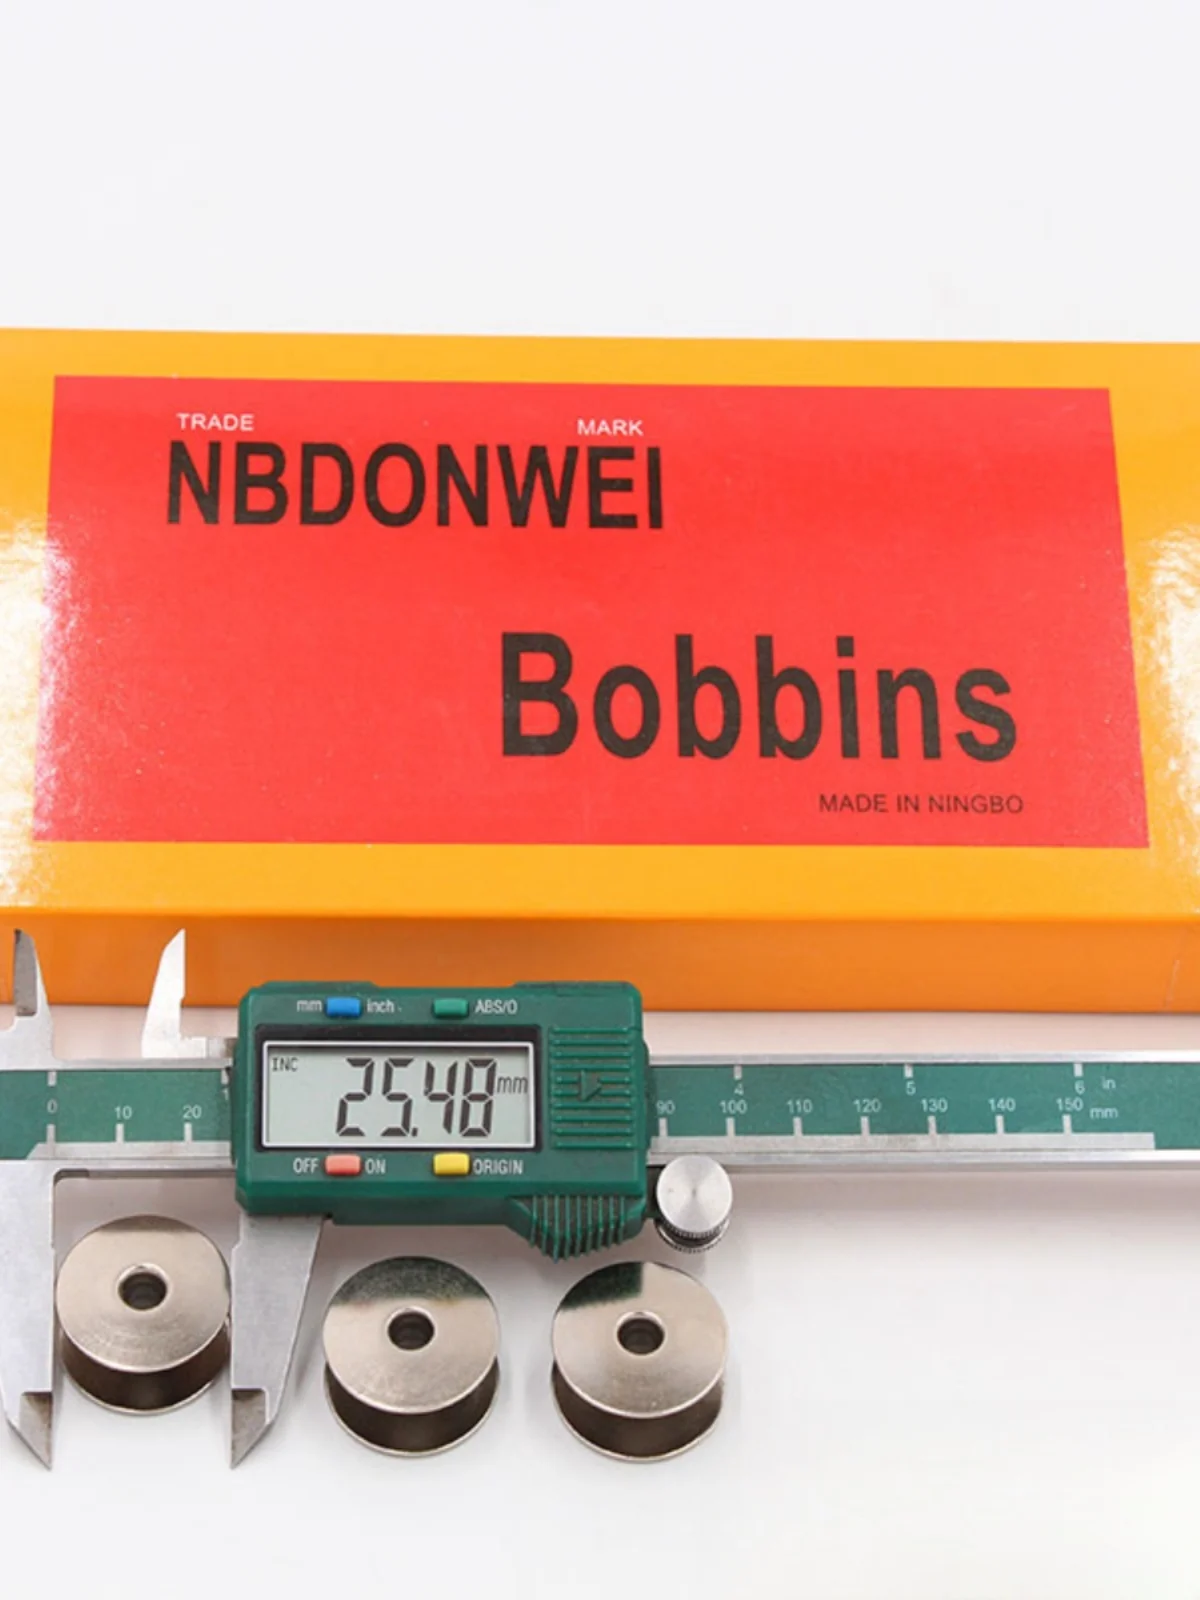 TRADE MARK
NBDONWEI
Bobbins
MADE IN NINGBO
mm inch ABS/0
INC 25.48 mm
OFF ON ORIGIN
4 5 6 in
0 10 20 90 100 110 120 130 140 150 mm